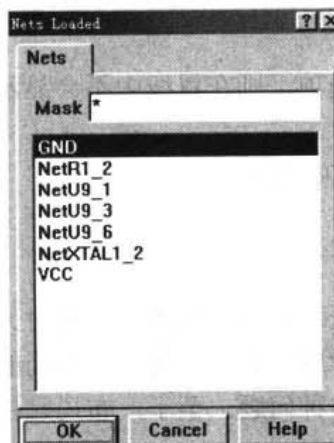 Nets Loaded ? ×
Nets
Mask *
GND
NetR1_2
NetU9_1
NetU9_3
NetU9_6
NetXTAL1_2
VCC
OK Cancel Help